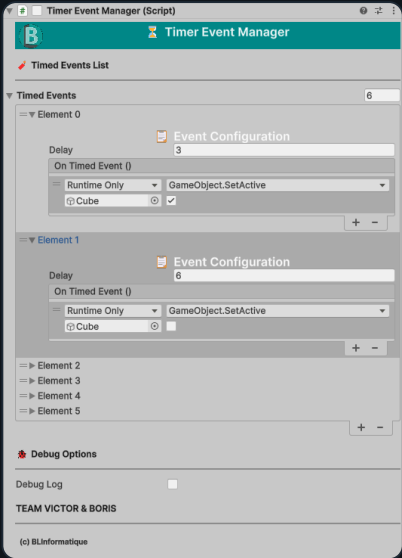 # Timer Event Manager (Script)
B Timer Event Manager
Timed Events List
Timed Events 6
Element 0
Event Configuration
Delay 3
On Timed Event ()
Runtime Only GameObject.SetActive
Cube
+ −
Element 1
Event Configuration
Delay 6
On Timed Event ()
Runtime Only GameObject.SetActive
Cube
+ −
Element 2
Element 3
Element 4
Element 5
+ −
Debug Options
Debug Log
TEAM VICTOR & BORIS
(c) BLInformatique